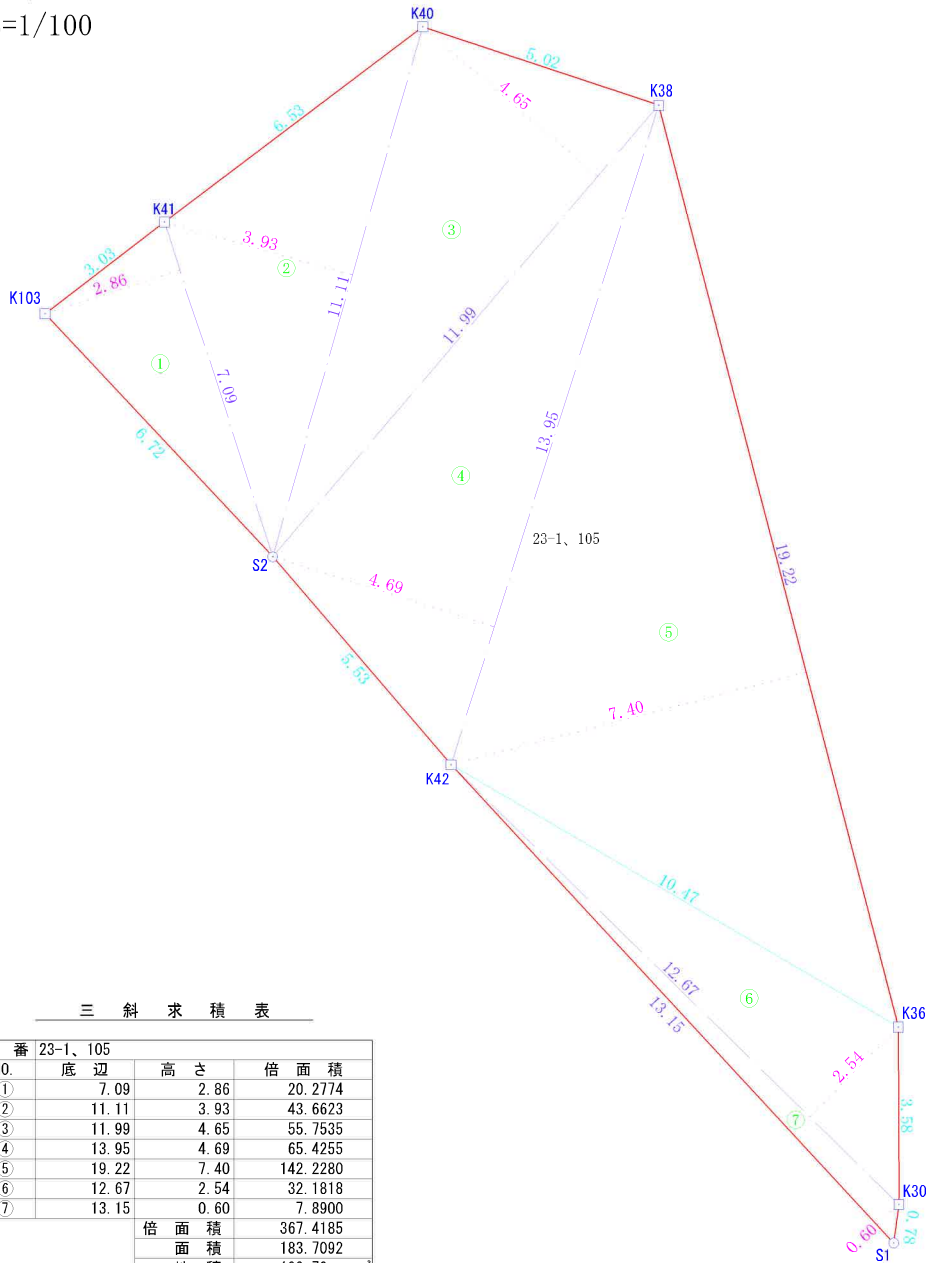 =1/100
K40
5.02
K38
4.65
6.53
K41
3.93
②
③
3.03
2.86
K103
11.11
11.99
①
7.09
13.95
6.72
④
23-1、105
19.22
S2
4.69
⑤
5.53
7.40
K42
10.47
12.67
⑥
13.15
K36
2.54
3.58
⑦
K30
0.78
0.60
S1
三 斜 求 積 表
番 23-1、105
0. 底 辺 高 さ 倍 面 積
① 7.09 2.86 20.2774
② 11.11 3.93 43.6623
③ 11.99 4.65 55.7535
④ 13.95 4.69 65.4255
⑤ 19.22 7.40 142.2280
⑥ 12.67 2.54 32.1818
⑦ 13.15 0.60 7.8900
倍 面 積 367.4185
面 積 183.7092